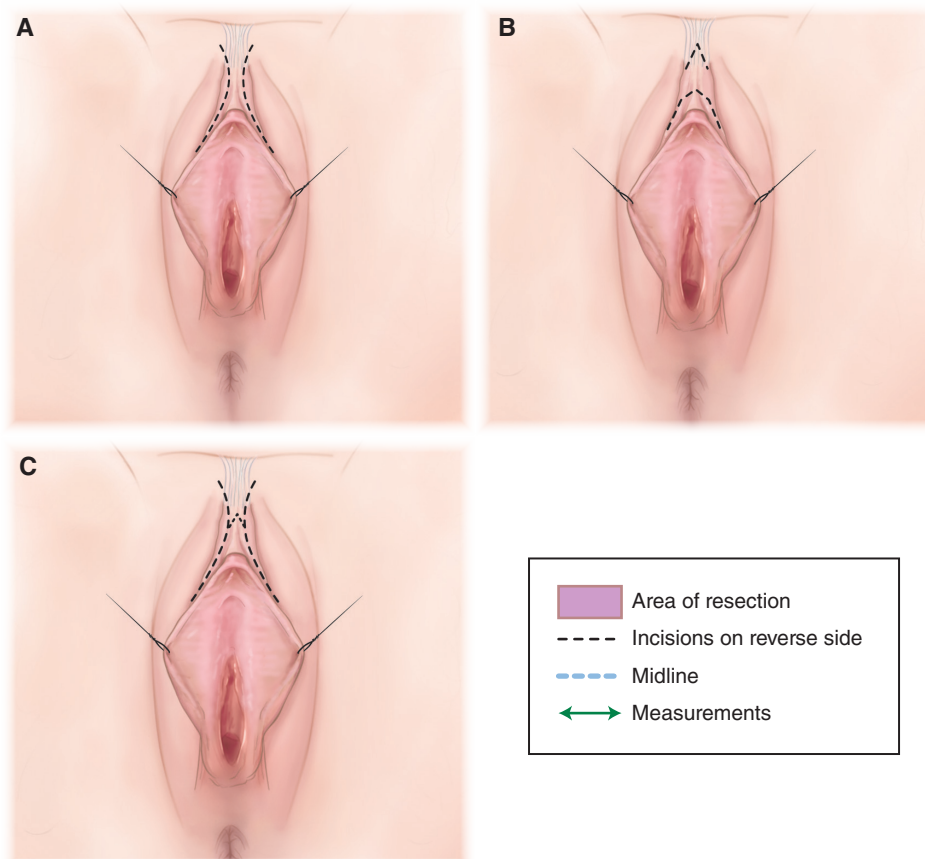 A
B
C
Area of resection
Incisions on reverse side
Midline
Measurements